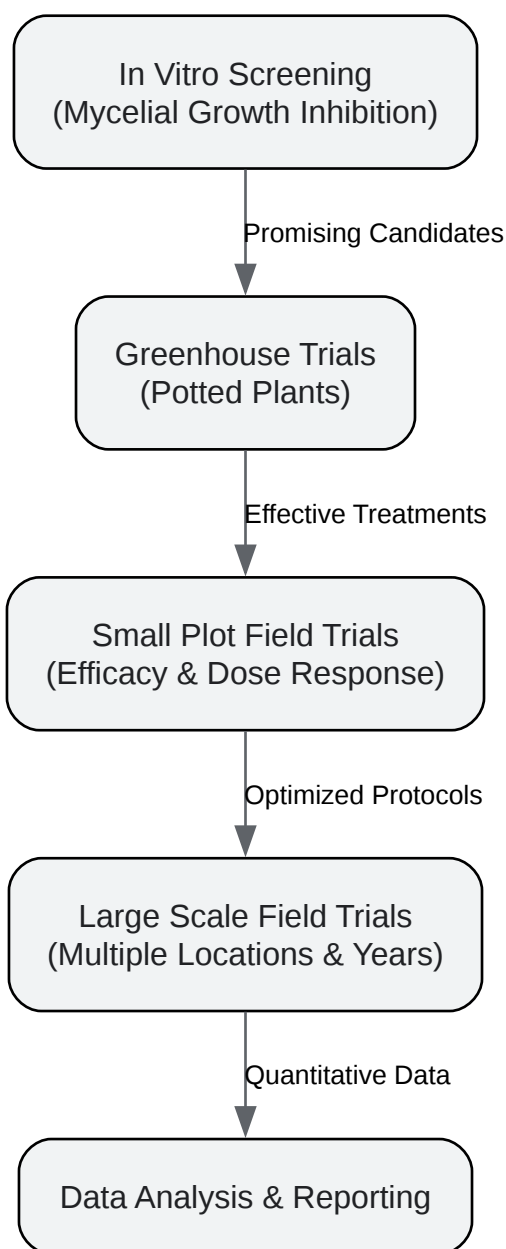 In Vitro Screening
(Mycelial Growth Inhibition)
Promising Candidates
Greenhouse Trials
(Potted Plants)
Effective Treatments
Small Plot Field Trials
(Efficacy & Dose Response)
Optimized Protocols
Large Scale Field Trials
(Multiple Locations & Years)
Quantitative Data
Data Analysis & Reporting